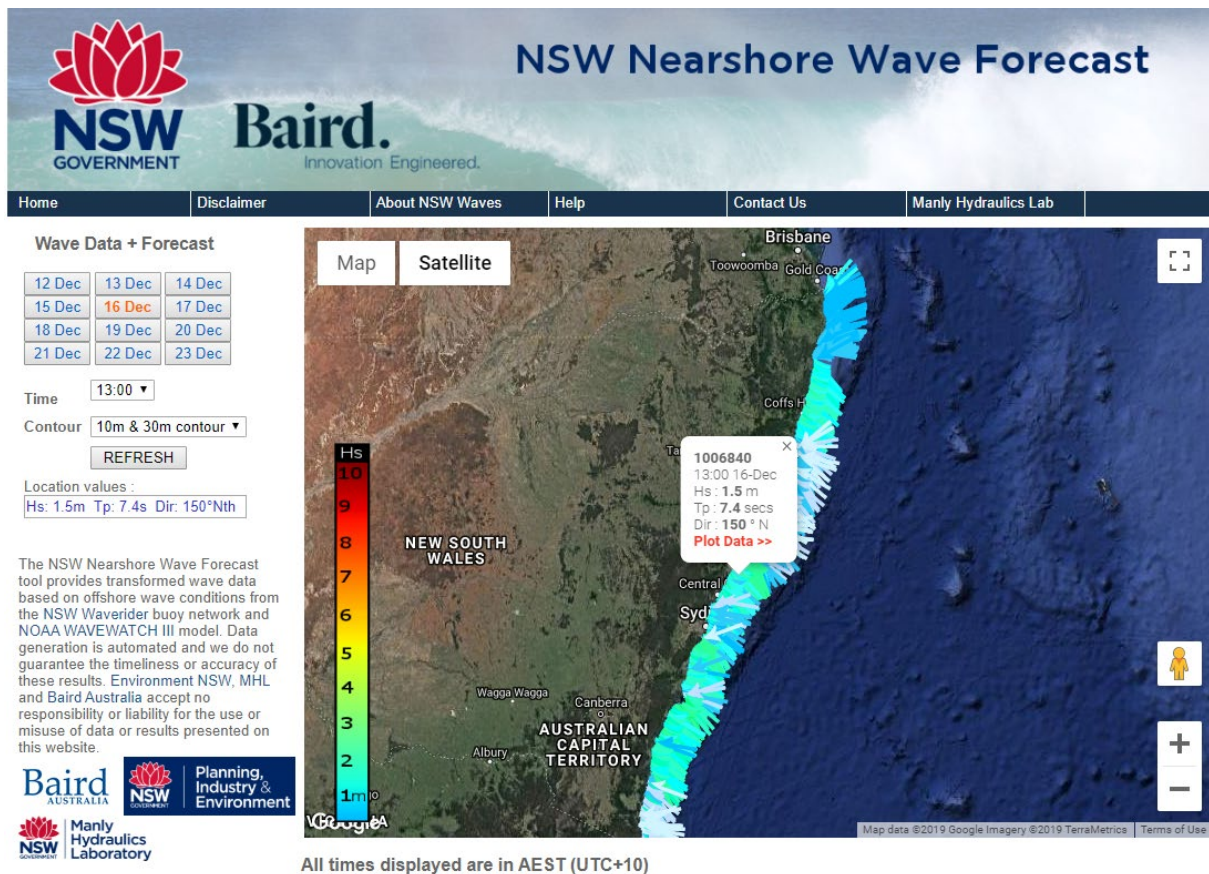 NSW Nearshore Wave Forecast
NSW
GOVERNMENT
Baird.
Innovation Engineered.
Home
Disclaimer
About NSW Waves
Help
Contact Us
Manly Hydraulics Lab
Wave Data + Forecast
12 Dec 13 Dec 14 Dec
15 Dec 16 Dec 17 Dec
18 Dec 19 Dec 20 Dec
21 Dec 22 Dec 23 Dec
Time 13:00
Contour 10m & 30m contour
REFRESH
Location values :
Hs: 1.5m Tp: 7.4s Dir: 150°Nth
The NSW Nearshore Wave Forecast
tool provides transformed wave data
based on offshore wave conditions from
the NSW Waverider buoy network and
NOAA WAVEWATCH III model. Data
generation is automated and we do not
guarantee the timeliness or accuracy of
these results. Environment NSW, MHL
and Baird Australia accept no
responsibility or liability for the use or
misuse of data or results presented on
this website.
Baird
AUSTRALIA
NSW
GOVERNMENT
Planning,
Industry &
Environment
NSW
GOVERNMENT
Manly
Hydraulics
Laboratory
Map Satellite
Brisbane
Toowoomba Gold Coa
Coffs H
Ta
1006840
13:00 16-Dec
Hs : 1.5 m
Tp : 7.4 secs
Dir : 150 ° N
Plot Data >>
Hs
10
9
8
7
6
5
4
3
2
1m
NEW SOUTH
WALES
Central
Syd
Wagga Wagga
Canberra
AUSTRALIAN
CAPITAL
TERRITORY
Albury
Google
Map data ©2019 Google Imagery ©2019 TerraMetrics Terms of Use
All times displayed are in AEST (UTC+10)